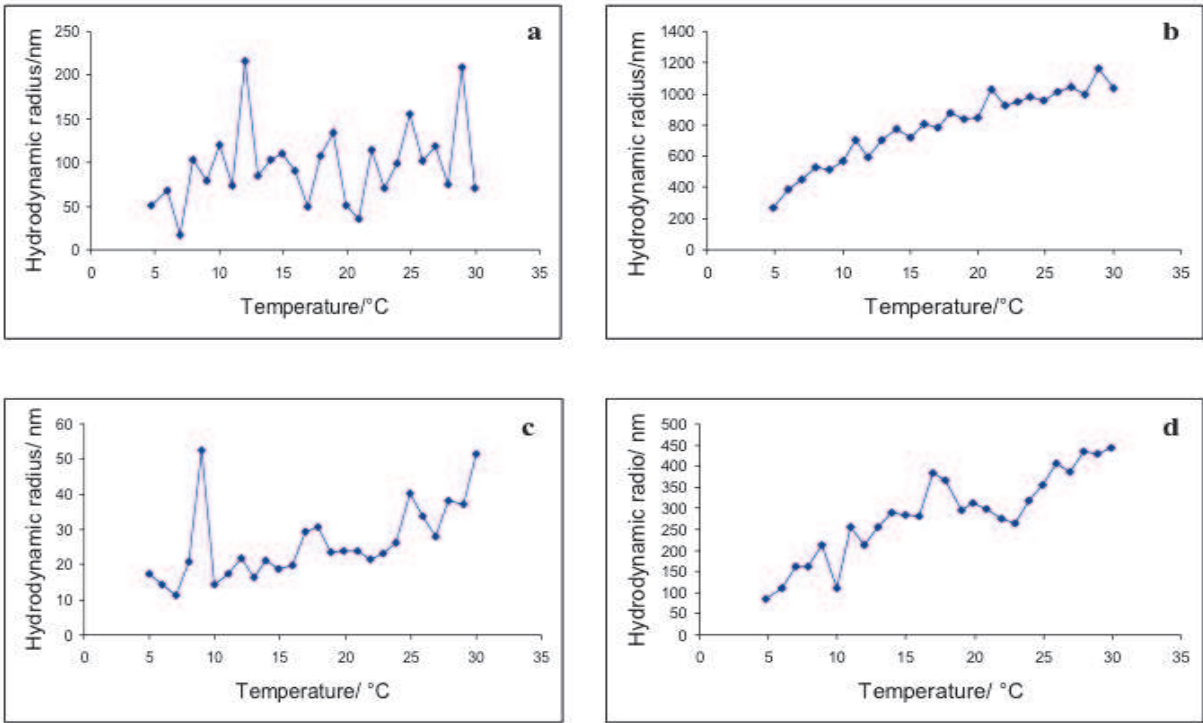 a
Hydrodynamic radius/nm
250
200
150
100
50
0
0 5 10 15 20 25 30 35
Temperature/°C
b
Hydrodynamic radius/nm
1400
1200
1000
800
600
400
200
0
0 5 10 15 20 25 30 35
Temperature/°C
c
Hydrodynamic radius/ nm
60
50
40
30
20
10
0
0 5 10 15 20 25 30 35
Temperature/ °C
d
Hydrodynamic radio/ nm
500
450
400
350
300
250
200
150
100
50
0
0 5 10 15 20 25 30 35
Temperature/ °C